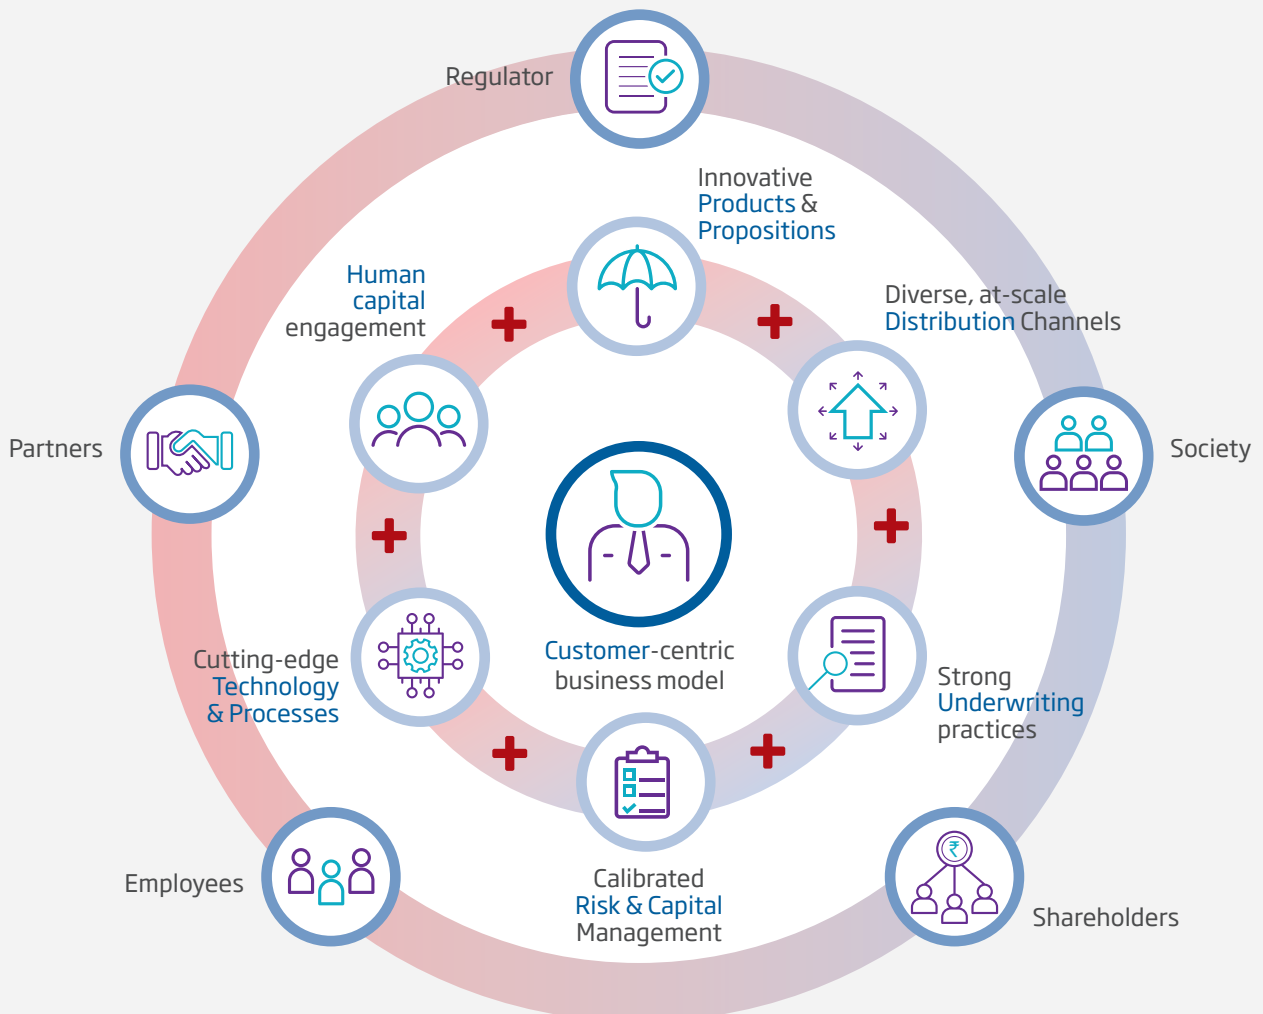 Regulator
Innovative
Products &
Propositions
Human
capital
engagement
Diverse, at-scale
Distribution Channels
Partners
Society
Customer-centric
business model
Cutting-edge
Technology
& Processes
Strong
Underwriting
practices
Employees
Calibrated
Risk & Capital
Management
₹
Shareholders